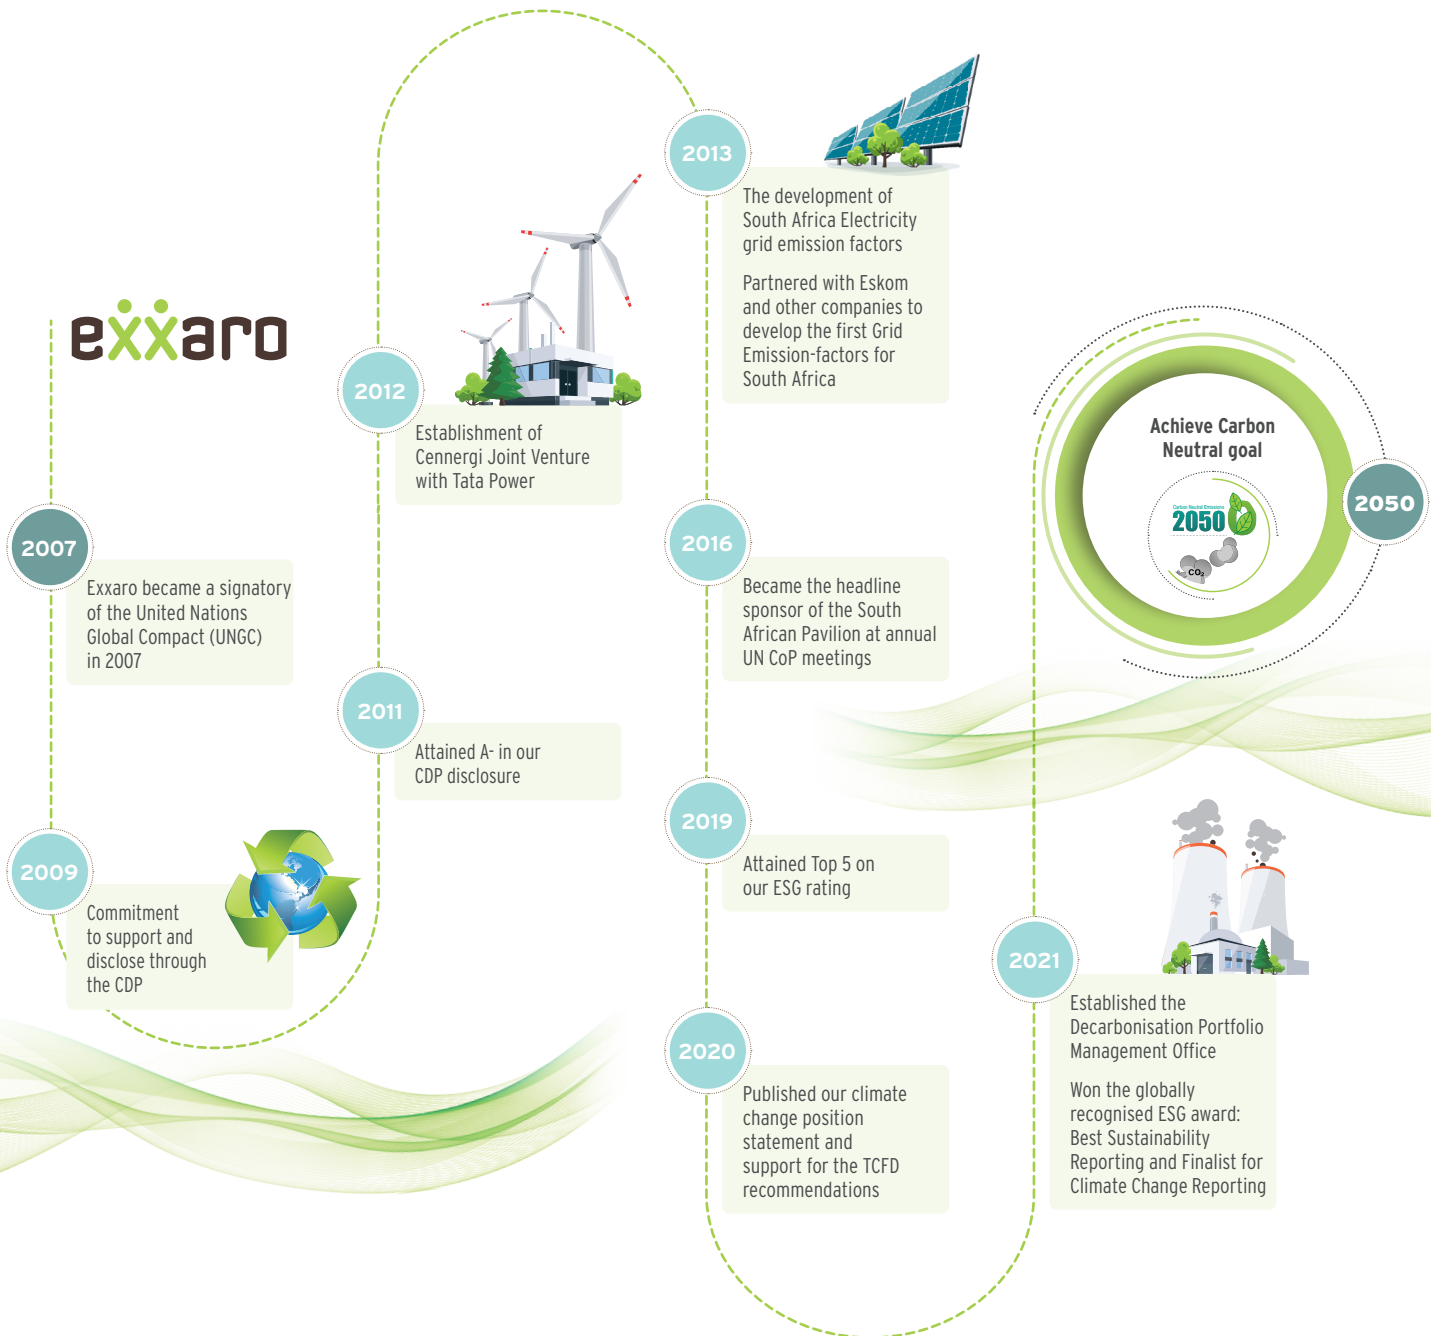 exxaro
2007
Exxaro became a signatory
of the United Nations
Global Compact (UNGC)
in 2007
2009
Commitment
to support and
disclose through
the CDP
2011
Attained A- in our
CDP disclosure
2012
Establishment of
Cennergi Joint Venture
with Tata Power
2013
The development of
South Africa Electricity
grid emission factors
Partnered with Eskom
and other companies to
develop the first Grid
Emission-factors for
South Africa
2016
Became the headline
sponsor of the South
African Pavilion at annual
UN CoP meetings
2019
Attained Top 5 on
our ESG rating
2020
Published our climate
change position
statement and
support for the TCFD
recommendations
2021
Established the
Decarbonisation Portfolio
Management Office
Won the globally
recognised ESG award:
Best Sustainability
Reporting and Finalist for
Climate Change Reporting
2050
Achieve Carbon
Neutral goal
Carbon Neutral Emissions
2050
CO₂